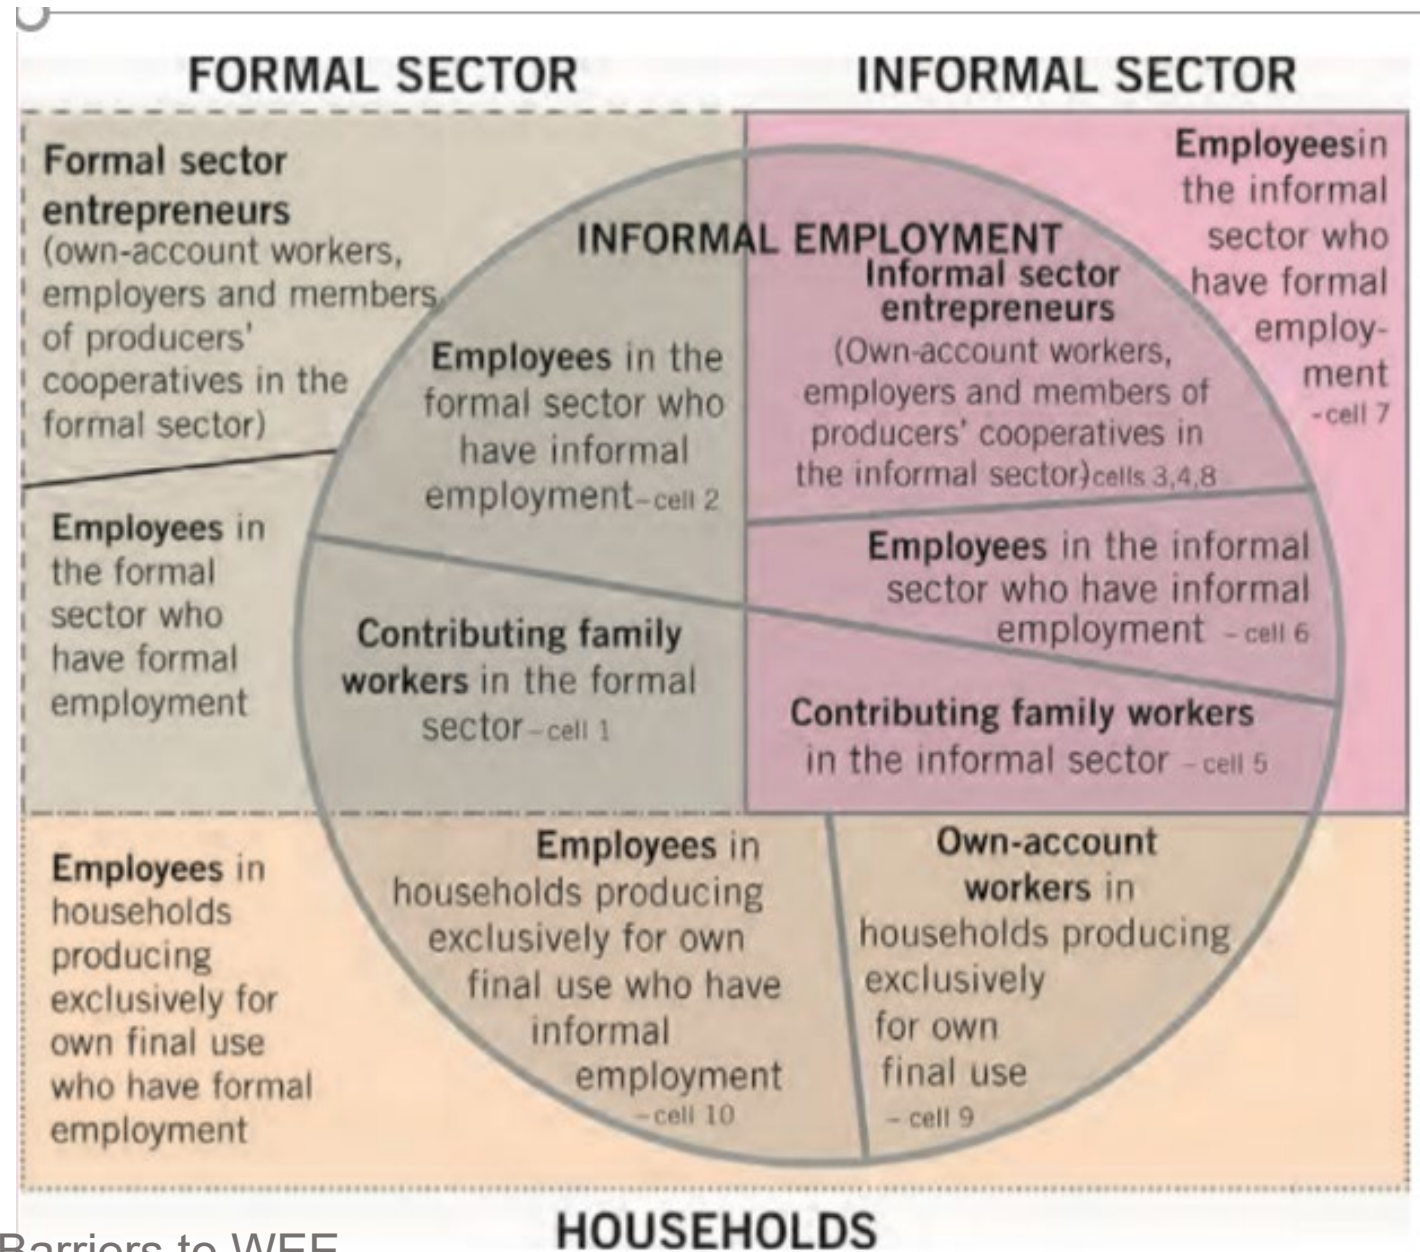 FORMAL SECTOR
INFORMAL SECTOR
Formal sector
entrepreneurs
(own-account workers,
employers and members
of producers'
cooperatives in the
formal sector)
Employees in
the formal
sector who
have formal
employment
INFORMAL EMPLOYMENT
Employees in the
formal sector who
have informal
employment–cell 2
Contributing family
workers in the formal
sector–cell 1
Informal sector
entrepreneurs
(Own-account workers,
employers and members of
producers' cooperatives in
the informal sector)cells 3,4,8
Employees in the informal
sector who have informal
employment – cell 6
Contributing family workers
in the informal sector – cell 5
Employeesin
the informal
sector who
have formal
employ-
ment
-cell 7
Employees in
households
producing
exclusively for
own final use
who have formal
employment
Employees in
households producing
exclusively for own
final use who have
informal
employment
–cell 10
Own-account
workers in
households producing
exclusively
for own
final use
– cell 9
HOUSEHOLDS
Barriers to WEE